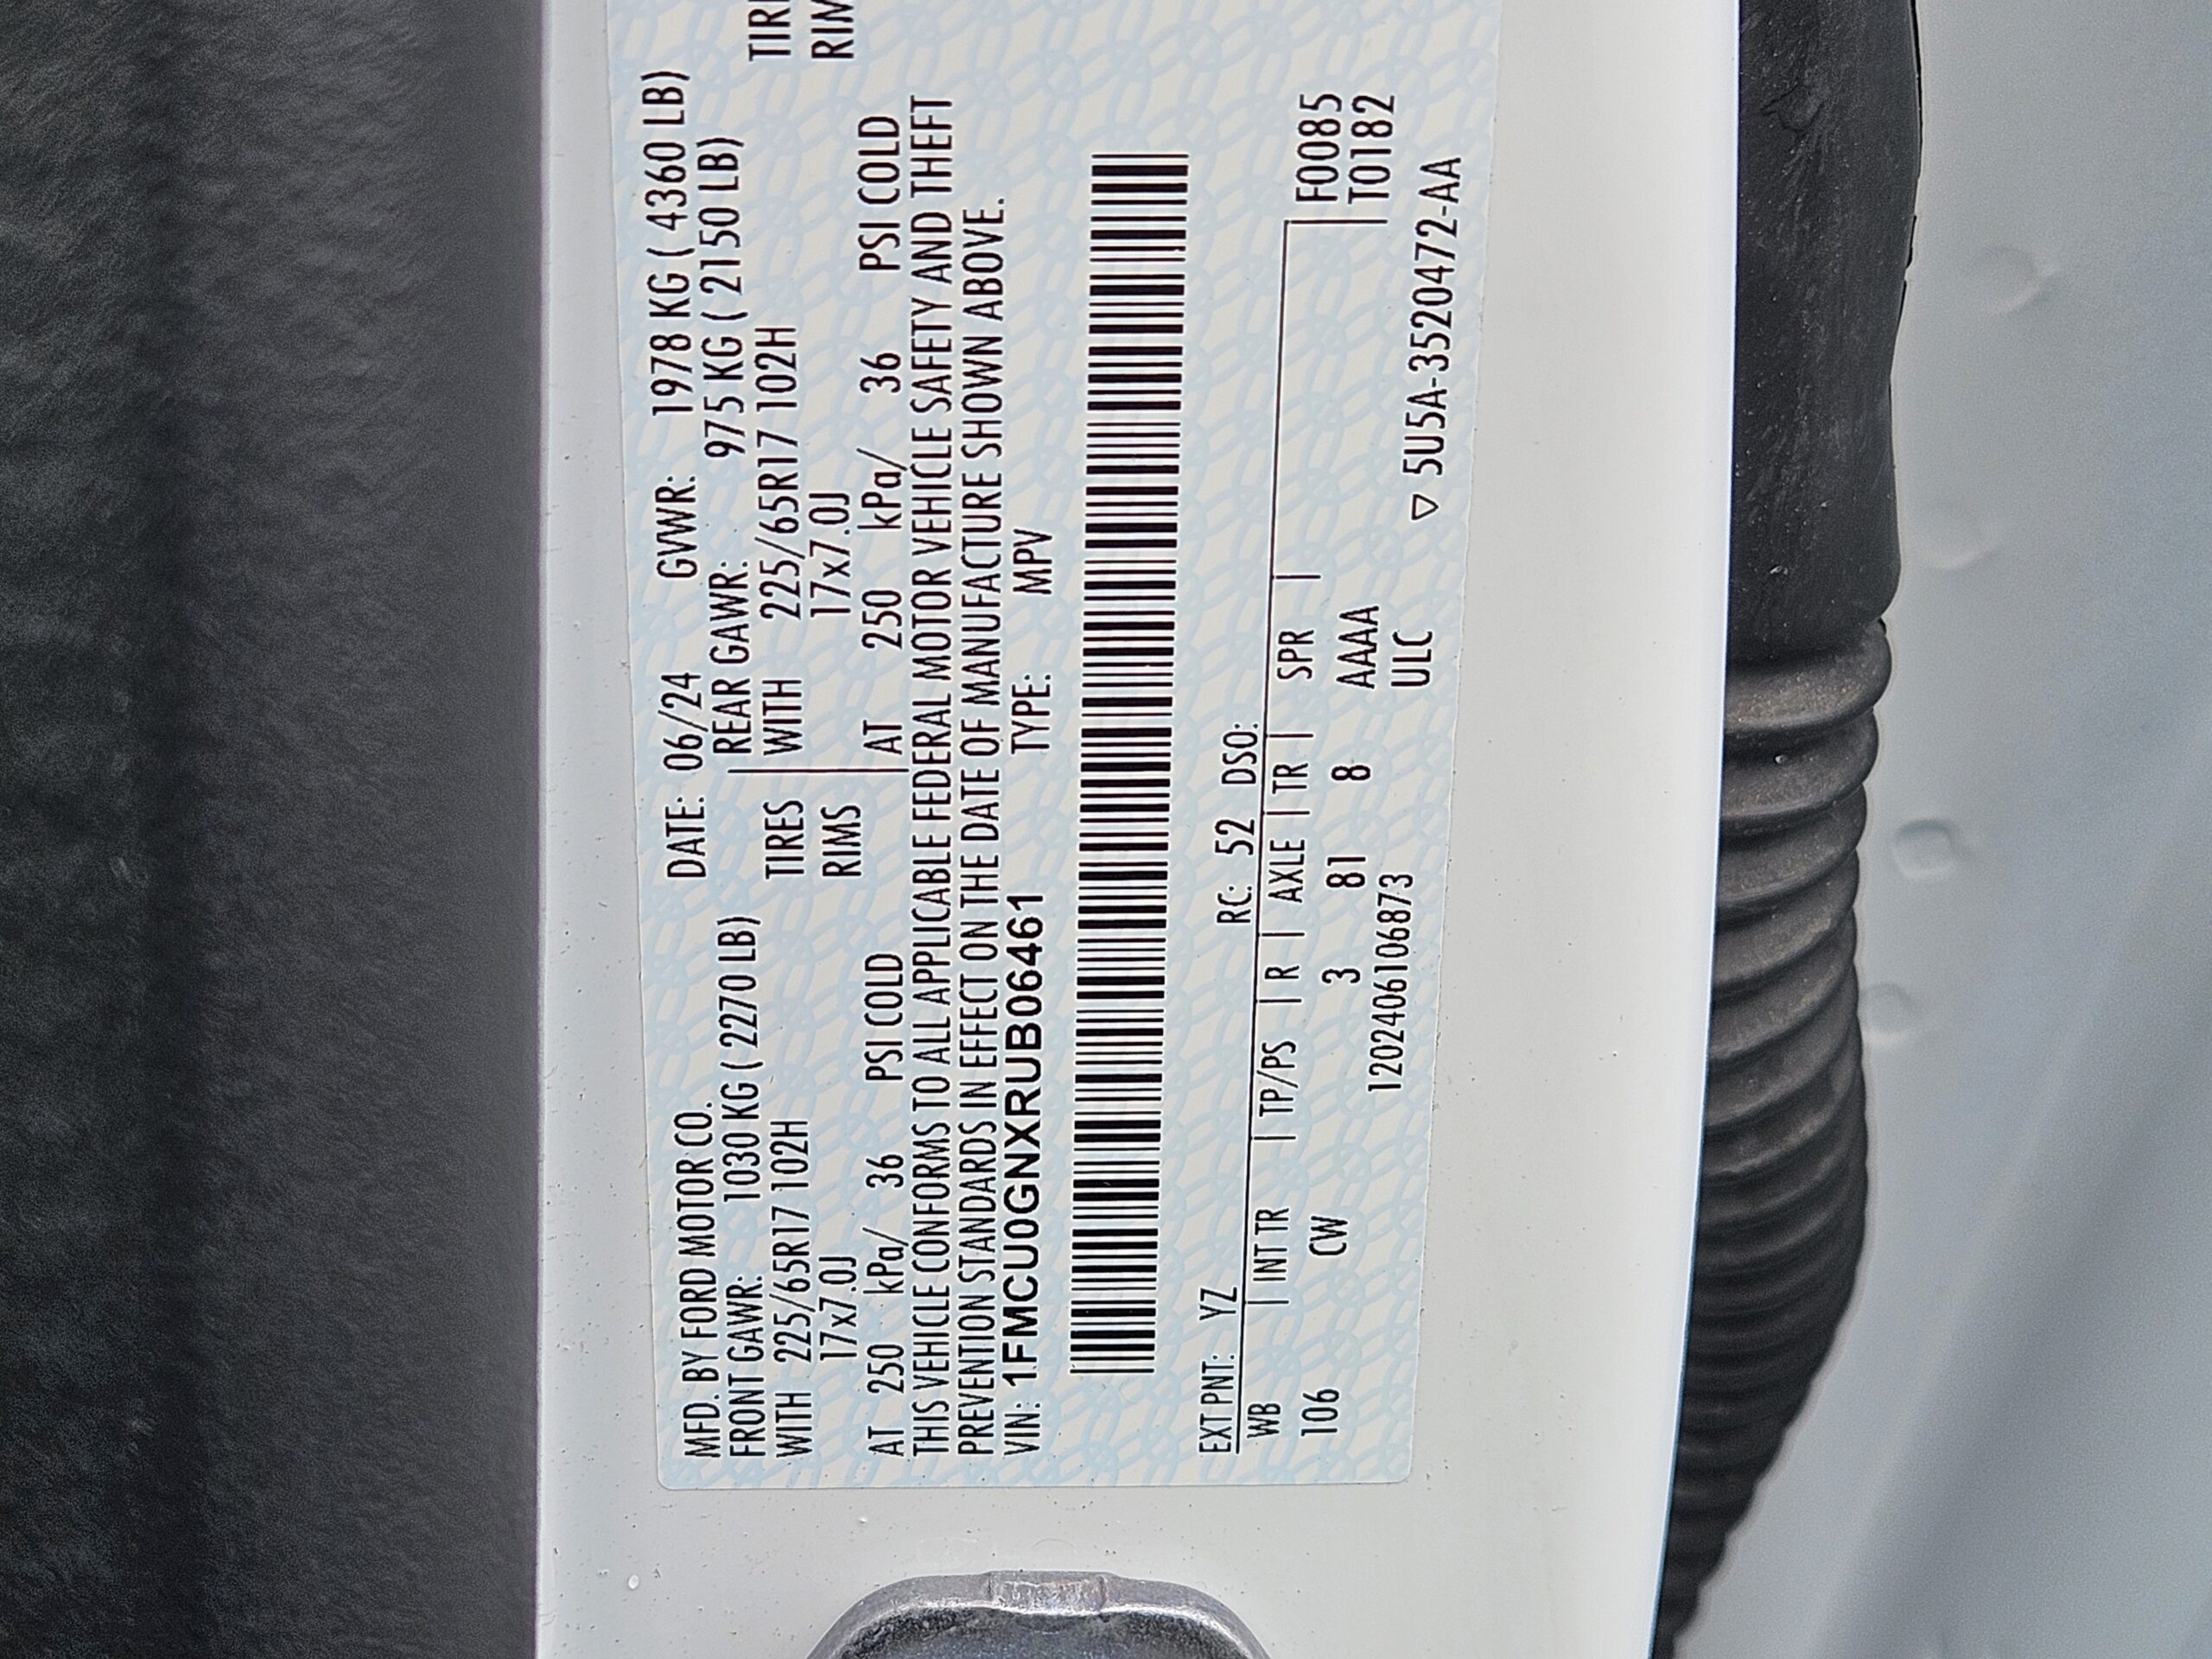 MFD. BY FORD MOTOR CO. DATE: 06/24 GVWR: 1978 KG ( 4360 LB)
FRONT GAWR: 1030 KG ( 2270 LB) REAR GAWR: 975 KG ( 2150 LB)
WITH 225/65R17 102H TIRES WITH 225/65R17 102H TIR
17x7.0J RIMS 17x7.0J RIM
AT 250 kPa/ 36 PSI COLD AT 250 kPa/ 36 PSI COLD
THIS VEHICLE CONFORMS TO ALL APPLICABLE FEDERAL MOTOR VEHICLE SAFETY AND THEFT
PREVENTION STANDARDS IN EFFECT ON THE DATE OF MANUFACTURE SHOWN ABOVE.
VIN: 1FMCU0GNXRUB06461 TYPE: MPV
EXT PNT: YZ RC: 52 DSO:
WB | INT TR | TP/PS | R | AXLE | TR | SPR | F0085
106 CW 3 81 8 AAAA T0182
1202406106873 ULC
▽ 5U5A-3520472-AA